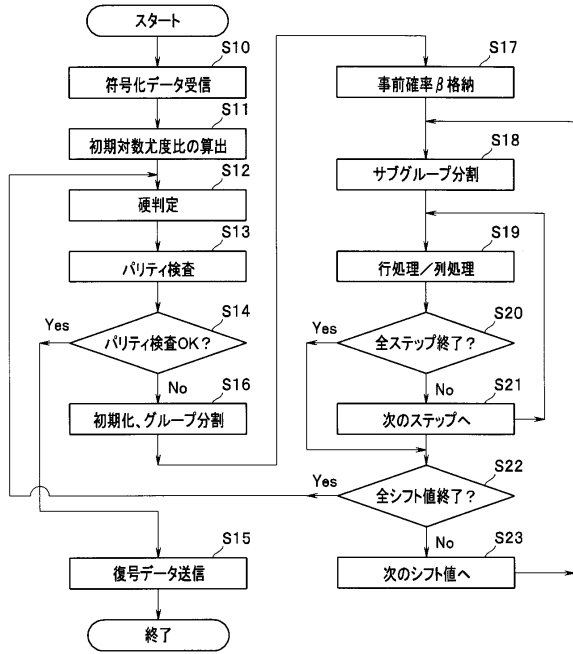 スタート
S10
符号化データ受信
S11
初期対数尤度比の算出
S12
硬判定
S13
パリティ検査
S14
Yes
パリティ検査OK?
No
S16
初期化、グループ分割
S15
復号データ送信
終了
S17
事前確率β格納
S18
サブグループ分割
S19
行処理/列処理
S20
Yes
全ステップ終了?
No
S21
次のステップへ
S22
Yes
全シフト値終了?
No
S23
次のシフト値へ